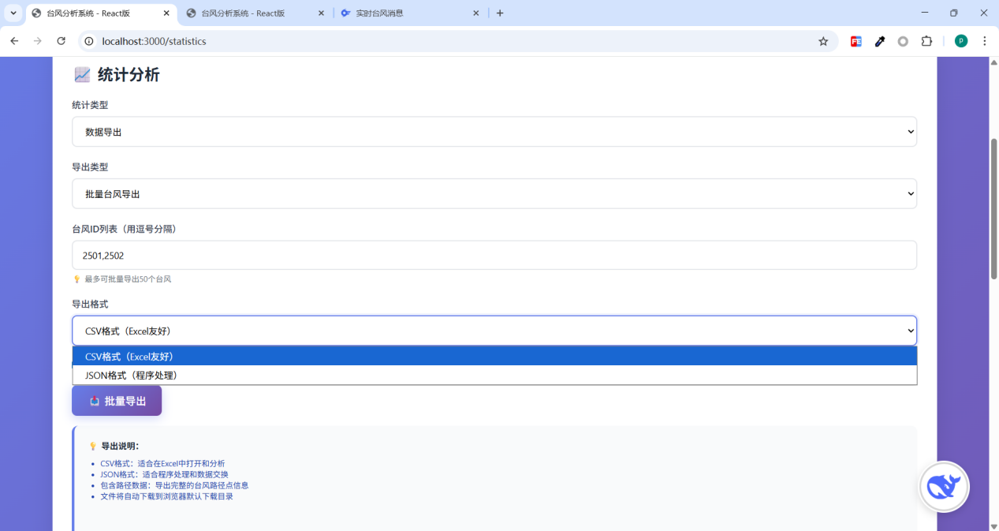 台风分析系统 - React版
台风分析系统 - React版
实时台风消息
localhost:3000/statistics
FE
P
统计分析
统计类型
数据导出
导出类型
批量台风导出
台风ID列表（用逗号分隔）
2501,2502
最多可批量导出50个台风
导出格式
CSV格式（Excel友好）
CSV格式（Excel友好）
JSON格式（程序处理）
批量导出
导出说明：
CSV格式：适合在Excel中打开和分析
JSON格式：适合程序处理和数据交换
包含路径数据：导出完整的台风路径点信息
文件将自动下载到浏览器默认下载目录